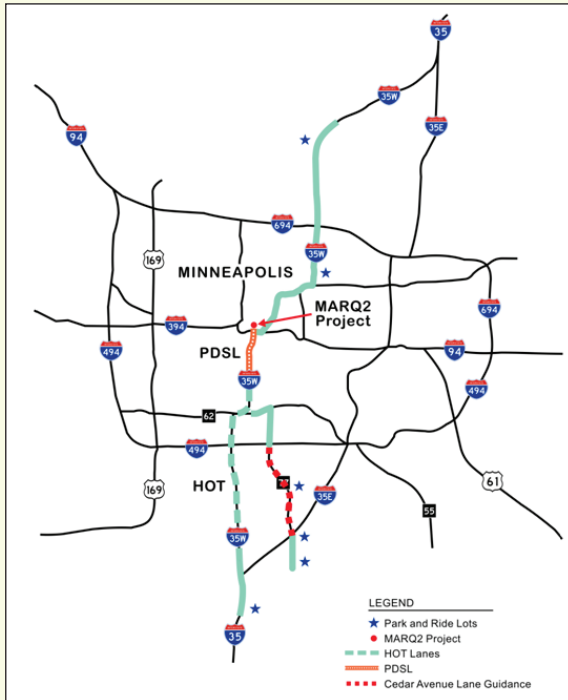 35
35W
94
35E
694
169
35W
MINNEAPOLIS
MARQ2
Project
694
394
494
PDSL
94
35W
494
62
494
HOT
169
35E
61
55
35W
35
LEGEND
Park and Ride Lots
MARQ2 Project
HOT Lanes
PDSL
Cedar Avenue Lane Guidance